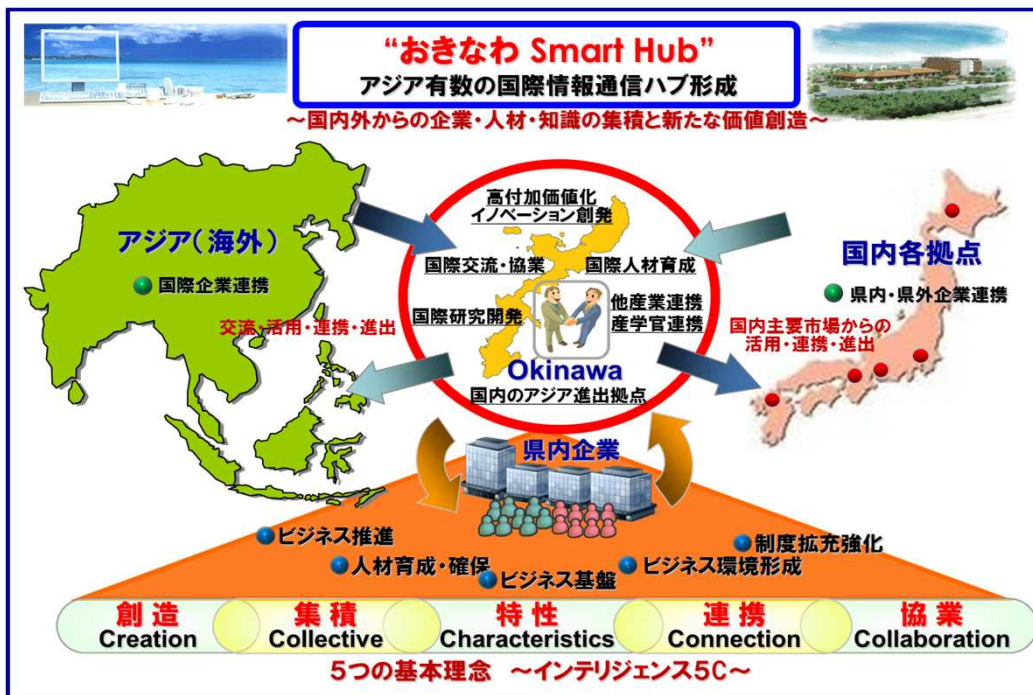 “おきなわ Smart Hub”
アジア有数の国際情報通信ハブ形成
～国内外からの企業・人材・知識の集積と新たな価値創造～
高付加価値化
イノベーション創発
アジア（海外）
国際企業連携
国際交流・協業
国際人材育成
国内各拠点
県内・県外企業連携
国際研究開発
他産業連携
産学官連携
交流・活用・連携・進出
国内主要市場からの
活用・連携・進出
Okinawa
国内のアジア進出拠点
県内企業
ビジネス推進
人材育成・確保
ビジネス基盤
ビジネス環境形成
制度拡充強化
創造
Creation
集積
Collective
特性
Characteristics
連携
Connection
協業
Collaboration
5つの基本理念 ～インテリジェンス5C～